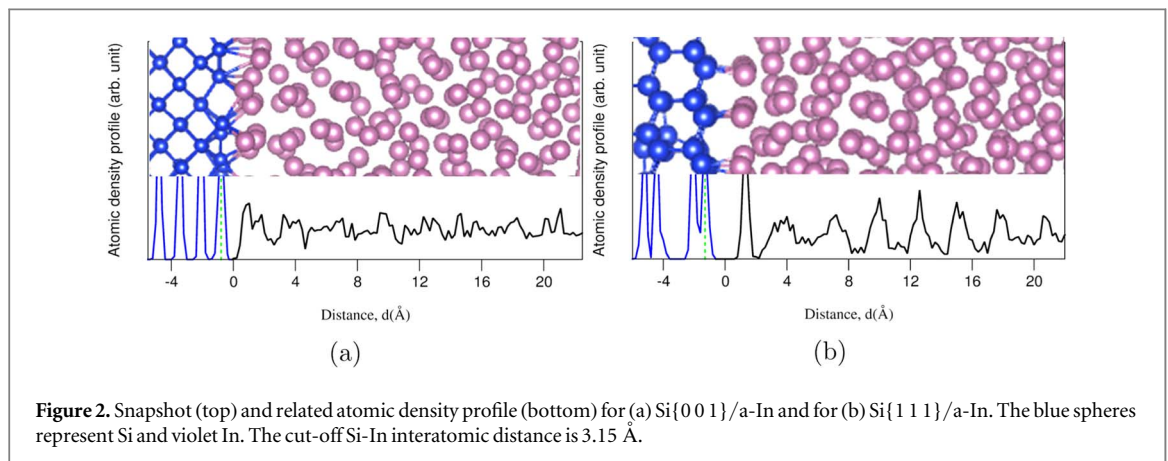 Atomic density profile (arb. unit)
-4 0 4 8 12 16 20
Distance, d(Å)
(a)
Atomic density profile (arb. unit)
-4 0 4 8 12 16 20
Distance, d(Å)
(b)
Figure 2. Snapshot (top) and related atomic density profile (bottom) for (a) Si{0 0 1}/a-In and for (b) Si{1 1 1}/a-In. The blue spheres
represent Si and violet In. The cut-off Si-In interatomic distance is 3.15 Å.